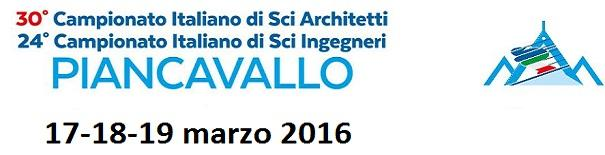 30° Campionato Italiano di Sci Architetti
24° Campionato Italiano di Sci Ingegneri
PIANCAVALLO
17-18-19 marzo 2016